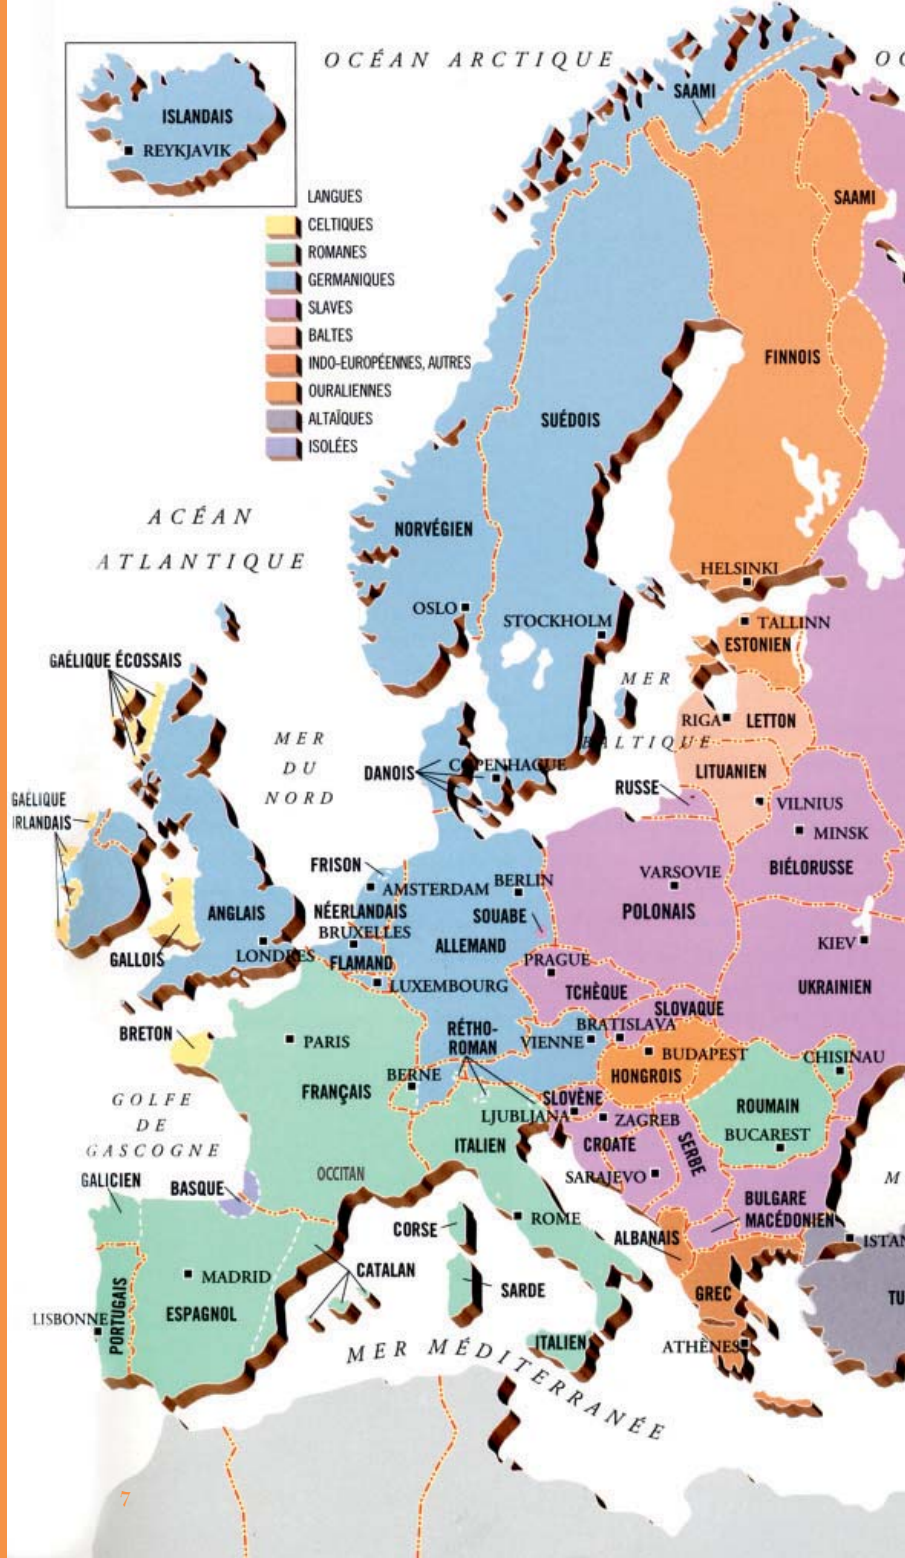 OCÉAN ARCTIQUE
OC
ISLANDAIS
REYKJAVIK
SAAMI
SAAMI
LANGUES
CELTIQUES
ROMANES
GERMANIQUES
SLAVES
BALTES
INDO-EUROPÉENNES, AUTRES
OURALIENNES
ALTAÏQUES
ISOLÉES
FINNOIS
SUÉDOIS
ACÉAN
ATLANTIQUE
NORVÉGIEN
HELSINKI
OSLO
STOCKHOLM
TALLINN
ESTONIEN
GAÉLIQUE ÉCOSSAIS
MER
BALTIQUE
RIGA
LETTON
MER
DU
NORD
DANOIS
COPENHAGUE
LITUANIEN
RUSSE
VILNIUS
MINSK
GAÉLIQUE
IRLANDAIS
FRISON
AMSTERDAM
BERLIN
VARSOVIE
BIÉLORUSSE
NÉERLANDAIS
BRUXELLES
SOUABE
POLONAIS
ANGLAIS
FLAMAND
ALLEMAND
KIEV
GALLOIS
LONDRES
LUXEMBOURG
PRAGUE
TCHÈQUE
UKRAINIEN
SLOVAQUE
BRETON
PARIS
RÉTHO-
ROMAN
VIENNE
BRATISLAVA
BUDAPEST
CHISINAU
BERNE
HONGROIS
FRANÇAIS
GOLFE
DE
GASCOGNE
SLOVÈNE
LJUBLJANA
ZAGREB
ROUMAIN
BUCAREST
ITALIEN
CROATE
SERBE
OCCITAN
SARAJEVO
M
GALICIEN
BASQUE
BULGARE
MACÉDONIEN
CORSE
ROME
ALBANAIS
ISTAN
CATALAN
MADRID
SARDE
GREC
TU
ESPAGNOL
PORTUGAIS
LISBONNE
ITALIEN
ATHÈNES
MER MÉDITERRANÉE
7